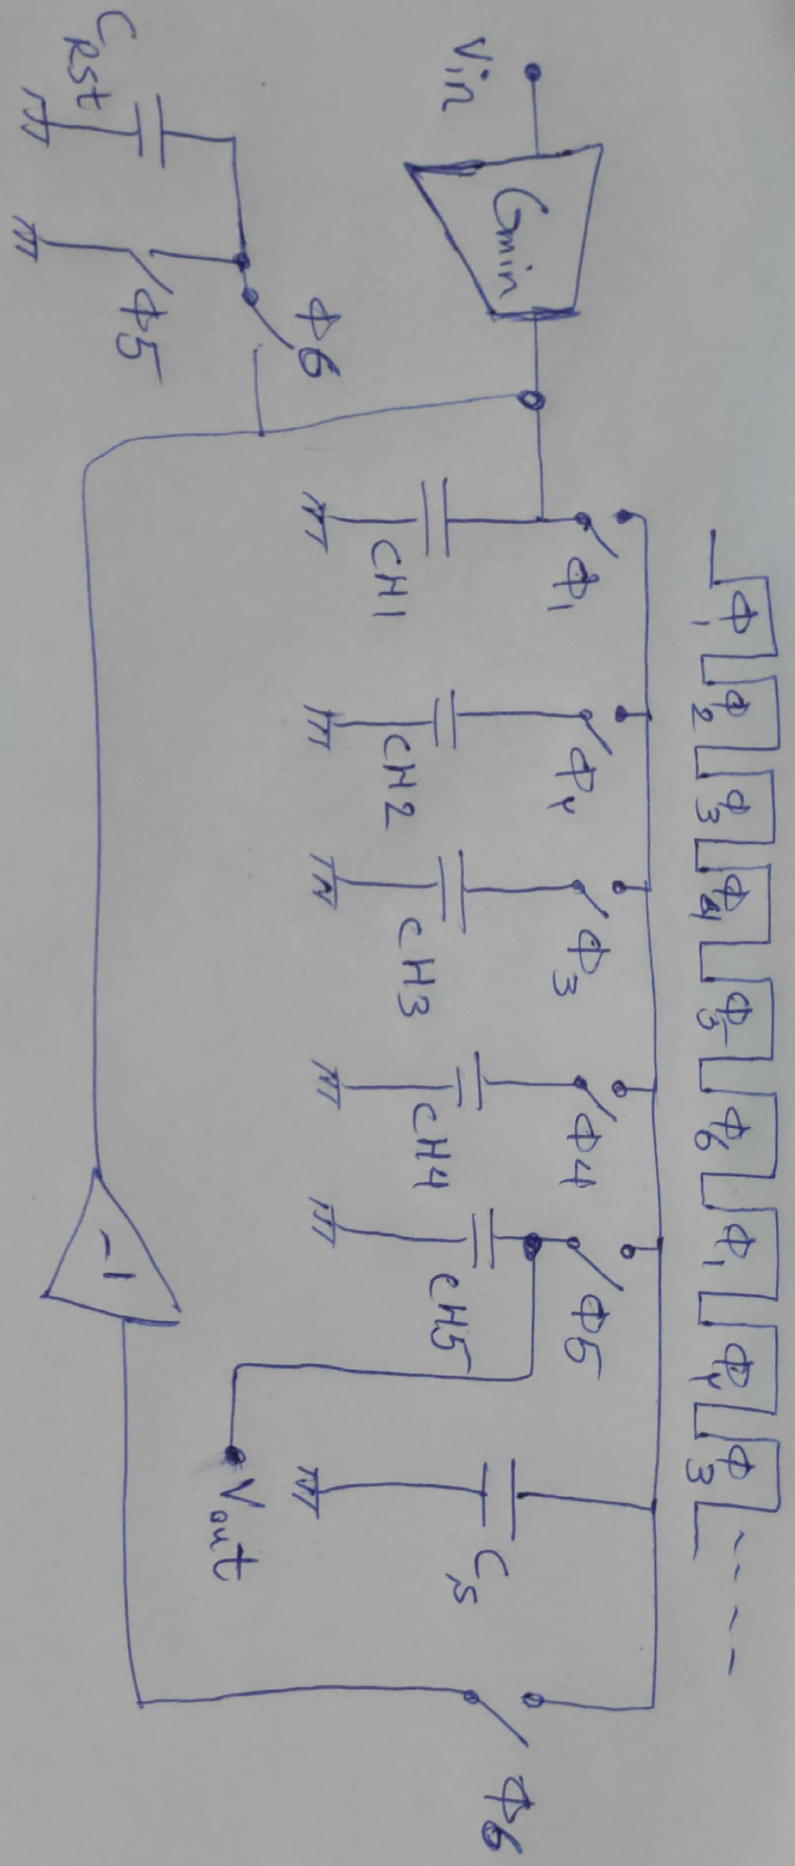 Φ1 Φ2 Φ3 Φ4 Φ5 Φ6 Φ1 Φ2 Φ3 ----
Φ1 Φ2 Φ3 Φ4 Φ5 Φ6
Vin Gmin
CH1 CH2 CH3 CH4 CH5 Cs
Φ6
Vout
Φ5
CRst
-1